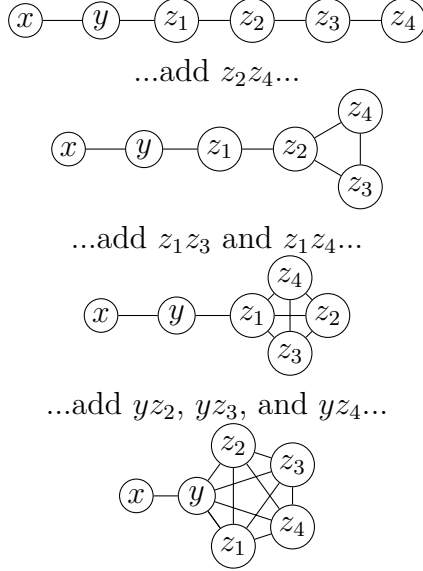 x y z₁ z₂ z₃ z₄
...add z₂z₄...
z₄
x y z₁ z₂
z₃
...add z₁z₃ and z₁z₄...
z₄
x y z₁ z₂
z₃
...add yz₂, yz₃, and yz₄...
z₂
z₃
x y
z₄
z₁